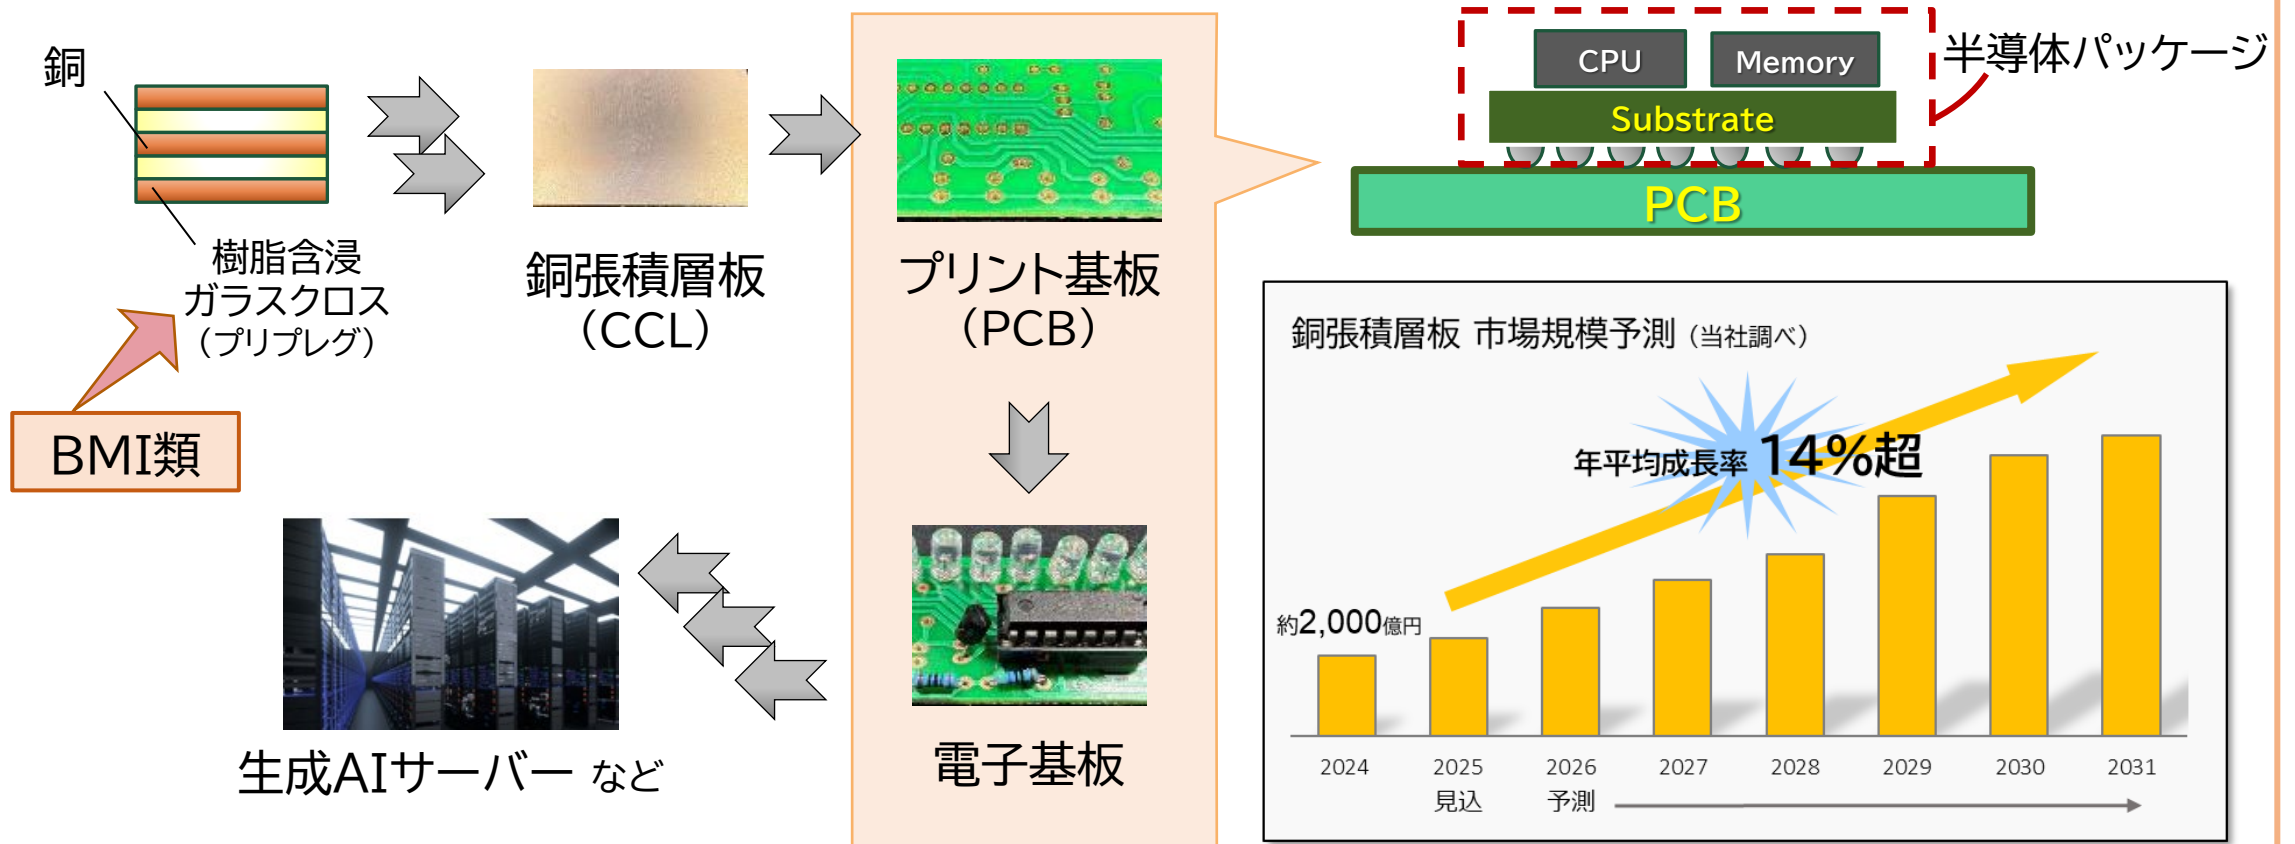 銅
樹脂含浸
ガラスクロス
（プリプレグ）
BMI類
銅張積層板
（CCL）
プリント基板
（PCB）
電子基板
生成AIサーバー など
CPU
Memory
Substrate
PCB
半導体パッケージ
銅張積層板 市場規模予測（当社調べ）
年平均成長率 14%超
約2,000億円
2024 2025 2026 2027 2028 2029 2030 2031
見込 予測